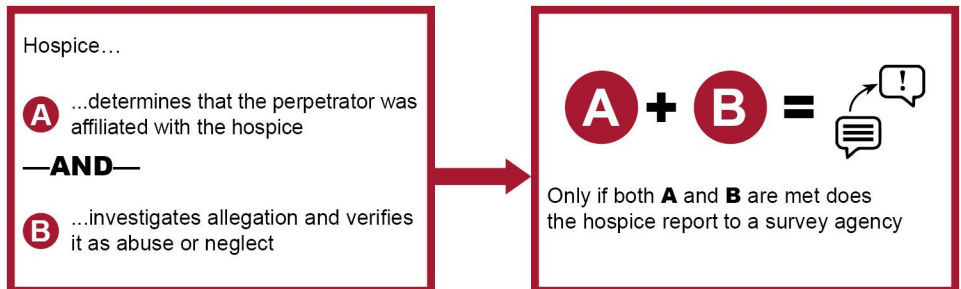 Hospice…
A ...determines that the perpetrator was
affiliated with the hospice
—AND—
B ...investigates allegation and verifies
it as abuse or neglect
A + B = !
Only if both A and B are met does
the hospice report to a survey agency